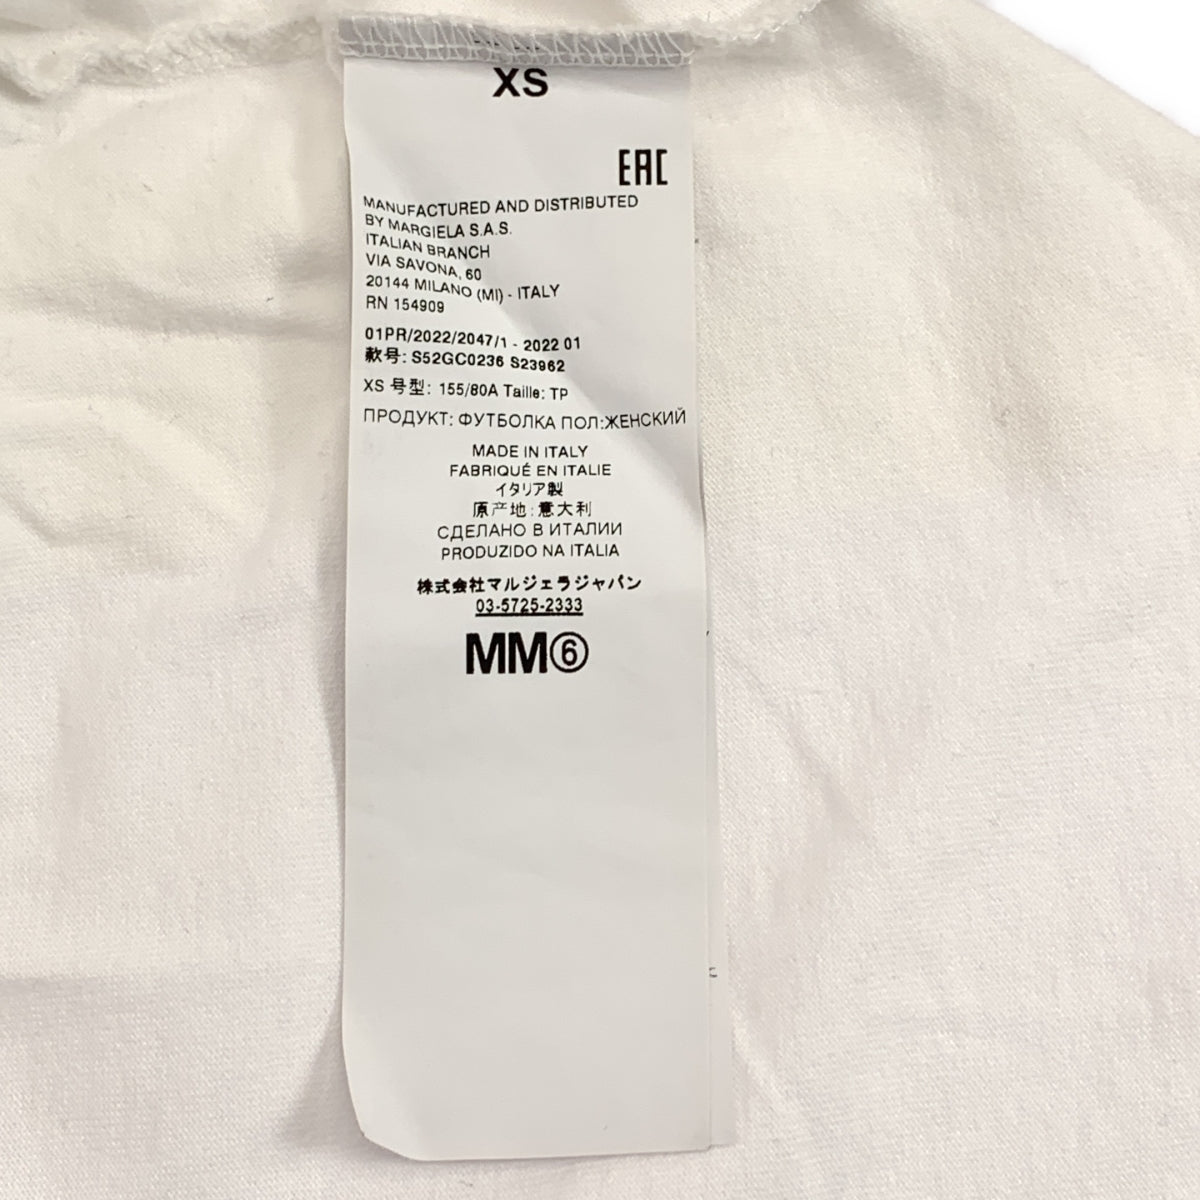 XS
EAC
MANUFACTURED AND DISTRIBUTED
BY MARGIELA S.A.S.
ITALIAN BRANCH
VIA SAVONA, 60
20144 MILANO (MI) - ITALY
RN 154909
01PR/2022/2047/1 - 2022 01
款号: S52GC0236 S23962
XS 号型: 155/80A Taille: TP
ПРОДУКТ: ФУТБОЛКА ПОЛ:ЖЕНСКИЙ
MADE IN ITALY
FABRIQUÉ EN ITALIE
イタリア製
原产地:意大利
СДЕЛАНО В ИТАЛИИ
PRODUZIDO NA ITALIA
株式会社マルジェラジャパン
03-5725-2333
MM⑥